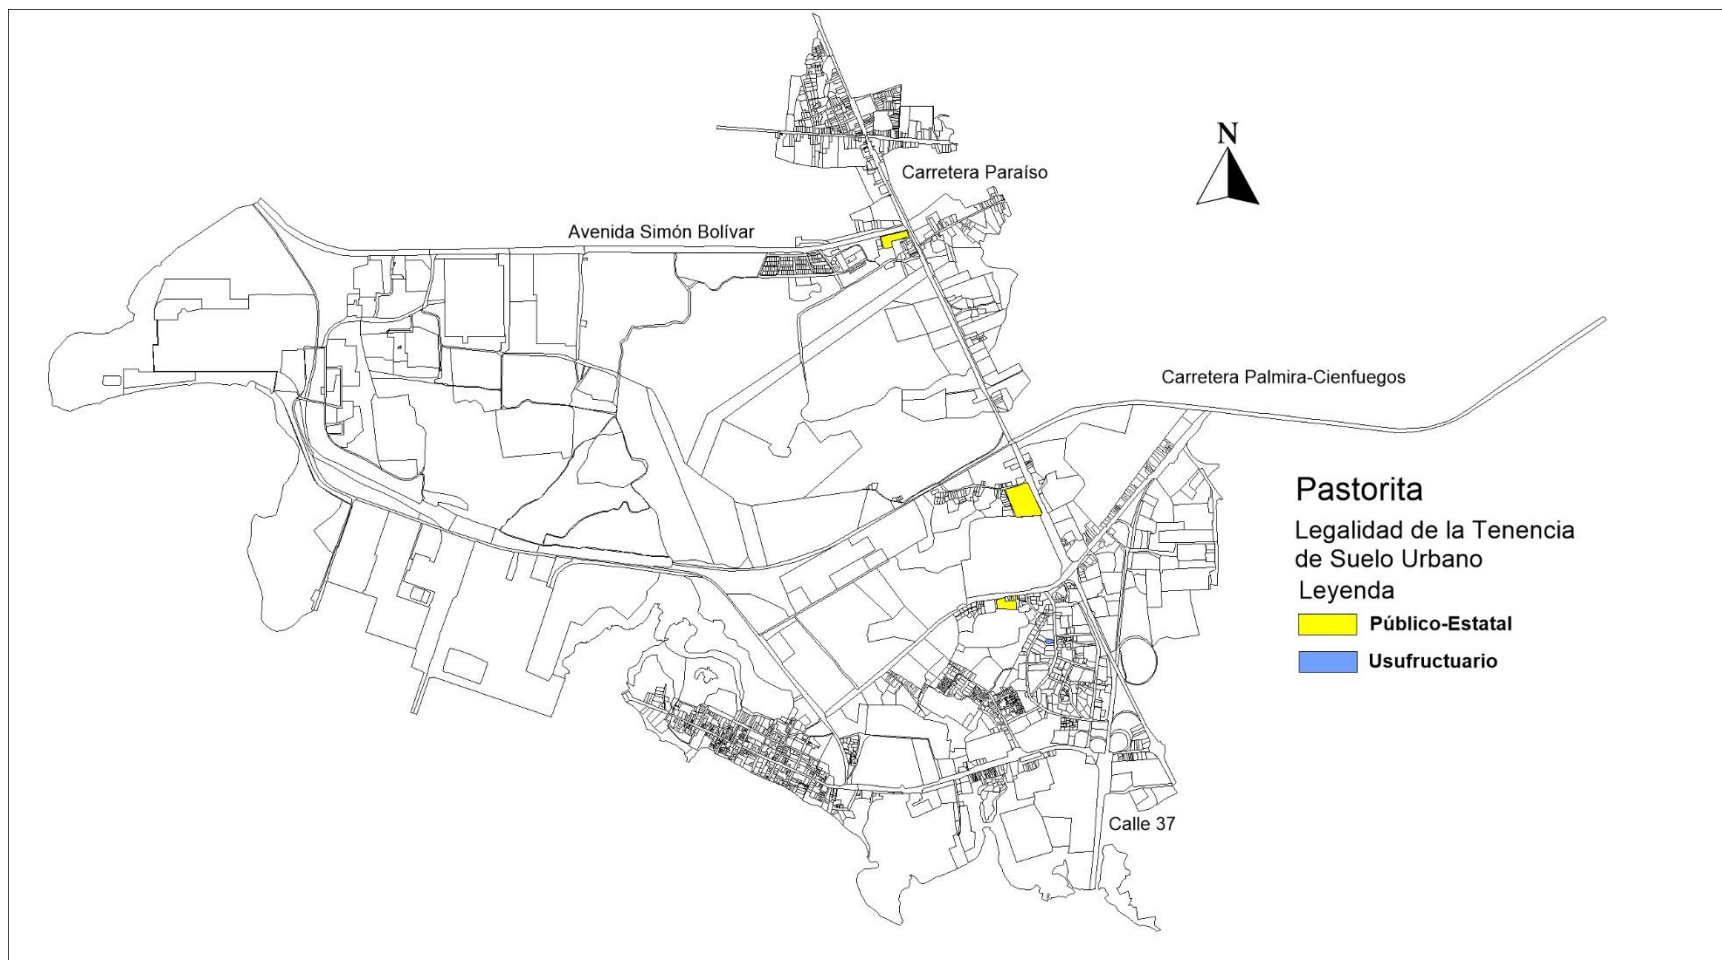 N
Carretera Paraíso
Avenida Simón Bolívar
Carretera Palmira-Cienfuegos
Pastorita
Legalidad de la Tenencia
de Suelo Urbano
Leyenda
Público-Estatal
Usufructuario
Calle 37